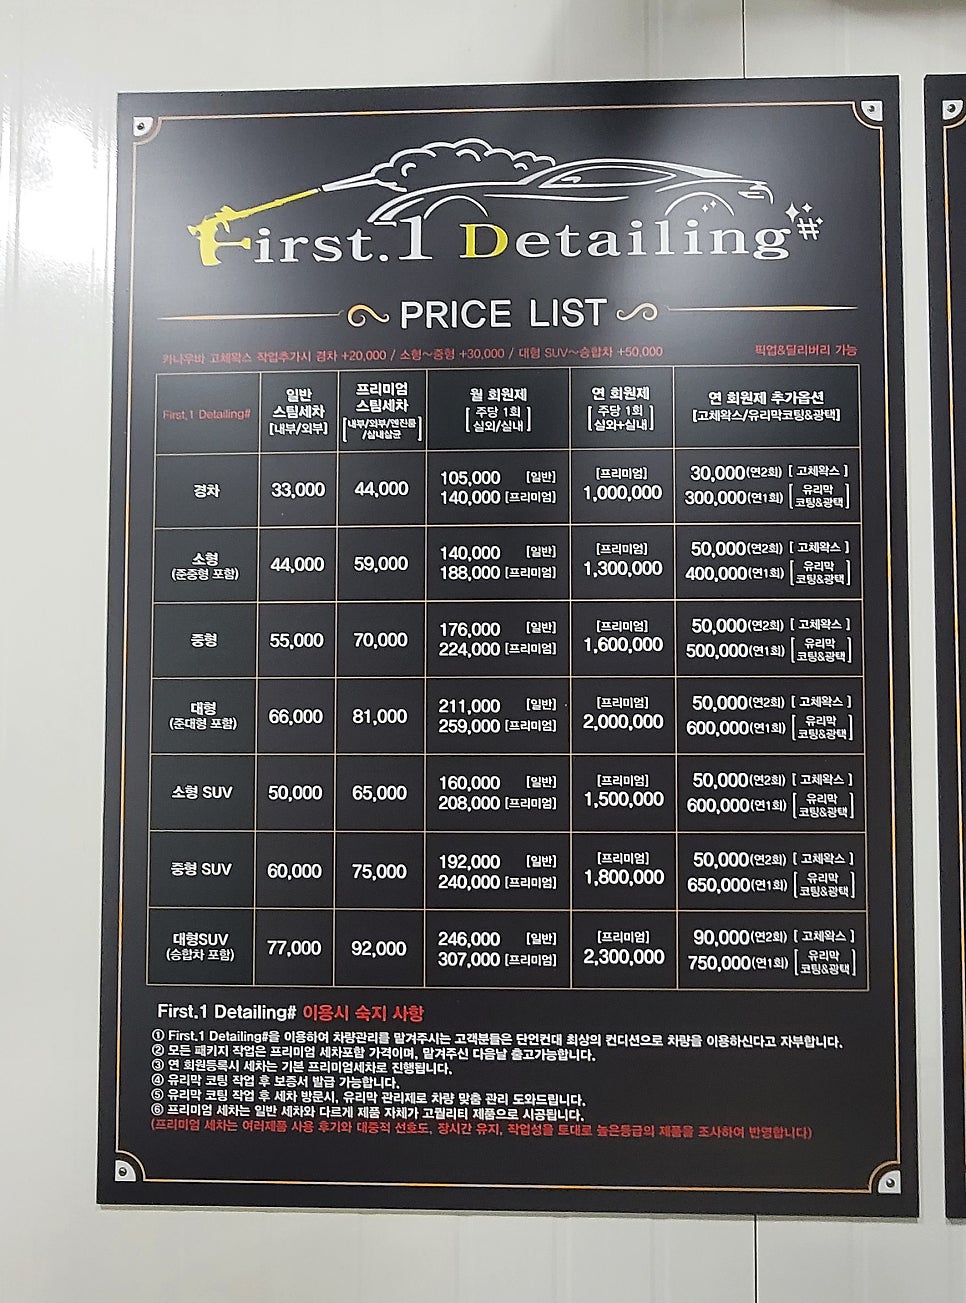 First.1 Detailing#
PRICE LIST
카나우바 고체왁스 작업추가시 경차 +20,000 / 소형~중형 +30,000 / 대형 SUV~승합차 +50,000 픽업&딜리버리 가능
First.1 Detailing#
일반
스팀세차
[내부/외부]
프리미엄
스팀세차
[내부/외부/엔진룸
/실내살균]
월 회원제
[주당 1회
실외/실내]
연 회원제
[주당 1회
실외+실내]
연 회원제 추가옵션
[고체왁스/유리막코팅&광택]
경차 33,000 44,000
105,000 [일반]
140,000 [프리미엄]
[프리미엄]
1,000,000
30,000(연2회) [고체왁스]
300,000(연1회) [유리막
코팅&광택]
소형
(준중형 포함)
44,000 59,000
140,000 [일반]
188,000 [프리미엄]
[프리미엄]
1,300,000
50,000(연2회) [고체왁스]
400,000(연1회) [유리막
코팅&광택]
중형 55,000 70,000
176,000 [일반]
224,000 [프리미엄]
[프리미엄]
1,600,000
50,000(연2회) [고체왁스]
500,000(연1회) [유리막
코팅&광택]
대형
(준대형 포함)
66,000 81,000
211,000 [일반]
259,000 [프리미엄]
[프리미엄]
2,000,000
50,000(연2회) [고체왁스]
600,000(연1회) [유리막
코팅&광택]
소형 SUV 50,000 65,000
160,000 [일반]
208,000 [프리미엄]
[프리미엄]
1,500,000
50,000(연2회) [고체왁스]
600,000(연1회) [유리막
코팅&광택]
중형 SUV 60,000 75,000
192,000 [일반]
240,000 [프리미엄]
[프리미엄]
1,800,000
50,000(연2회) [고체왁스]
650,000(연1회) [유리막
코팅&광택]
대형SUV
(승합차 포함)
77,000 92,000
246,000 [일반]
307,000 [프리미엄]
[프리미엄]
2,300,000
90,000(연2회) [고체왁스]
750,000(연1회) [유리막
코팅&광택]
First.1 Detailing# 이용시 숙지 사항
① First.1 Detailing#을 이용하여 차량관리를 맡겨주시는 고객분들은 단언컨대 최상의 컨디션으로 차량을 이용하신다고 자부합니다.
② 모든 패키지 작업은 프리미엄 세차포함 가격이며, 맡겨주신 다음날 출고가능합니다.
③ 연 회원등록시 세차는 기본 프리미엄세차로 진행됩니다.
④ 유리막 코팅 작업 후 보증서 발급 가능합니다.
⑤ 유리막 코팅 작업 후 세차 방문시, 유리막 관리제로 차량 맞춤 관리 도와드립니다.
⑥ 프리미엄 세차는 일반 세차와 다르게 제품 자체가 고퀄리티 제품으로 시공됩니다.
(프리미엄 세차는 여러제품 사용 후기와 대중적 선호도, 장시간 유지, 작업성을 토대로 높은등급의 제품을 조사하여 반영합니다)